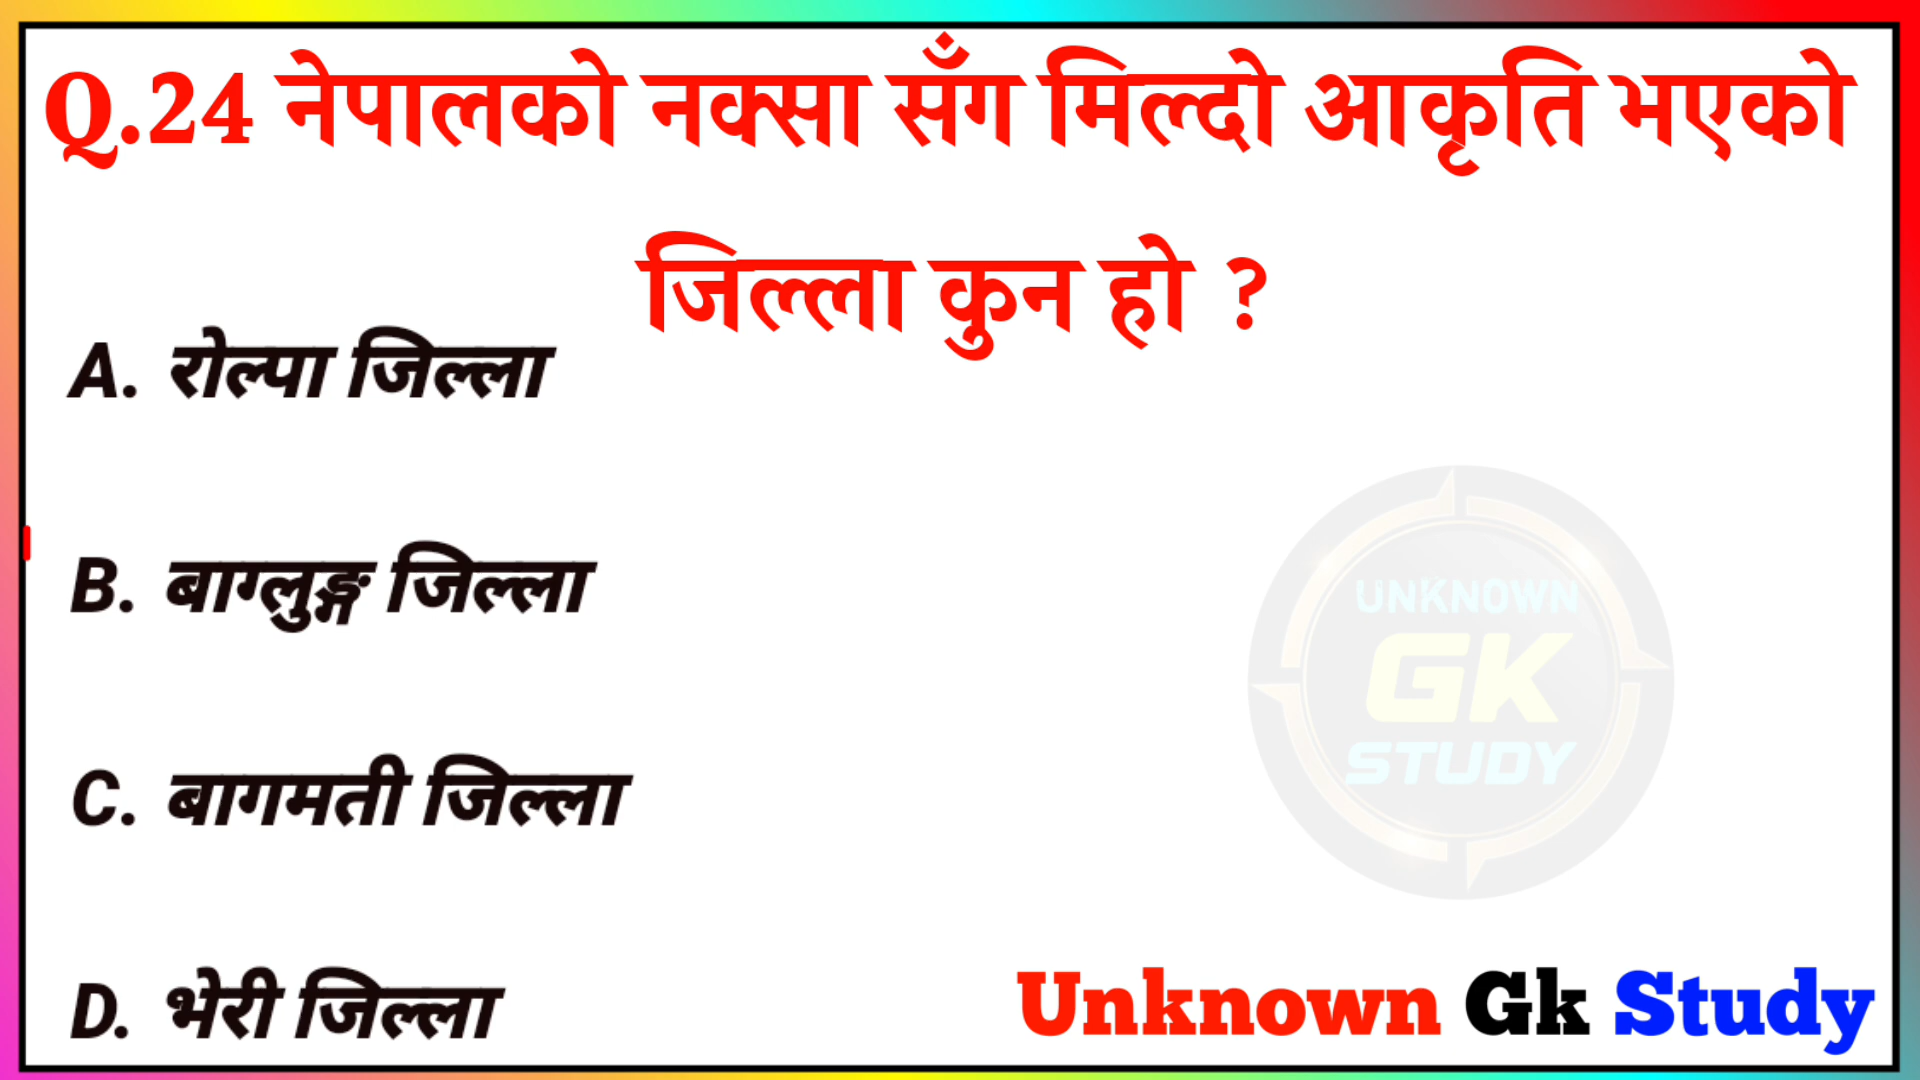 Q.24 नेपालको नक्सा सँग मिल्दो आकृति भएको
जिल्ला कुन हो ?
A. रोल्पा जिल्ला
B. बाग्लुङ्ग जिल्ला
UNKNOWN
GK
STUDY
C. बागमती जिल्ला
D. भेरी जिल्ला
Unknown Gk Study